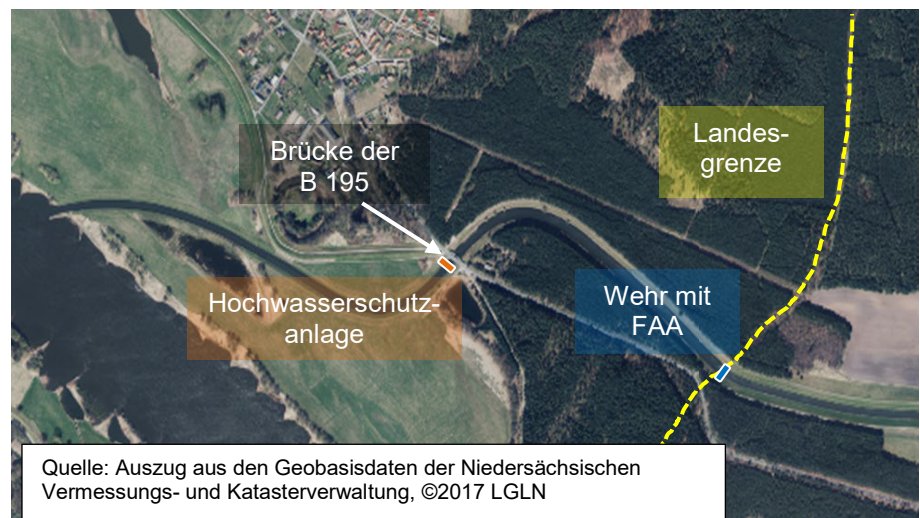 Brücke der
B 195
Landes-
grenze
Hochwasserschutz-
anlage
Wehr mit
FAA
Quelle: Auszug aus den Geobasisdaten der Niedersächsischen
Vermessungs- und Katasterverwaltung, ©2017 LGLN